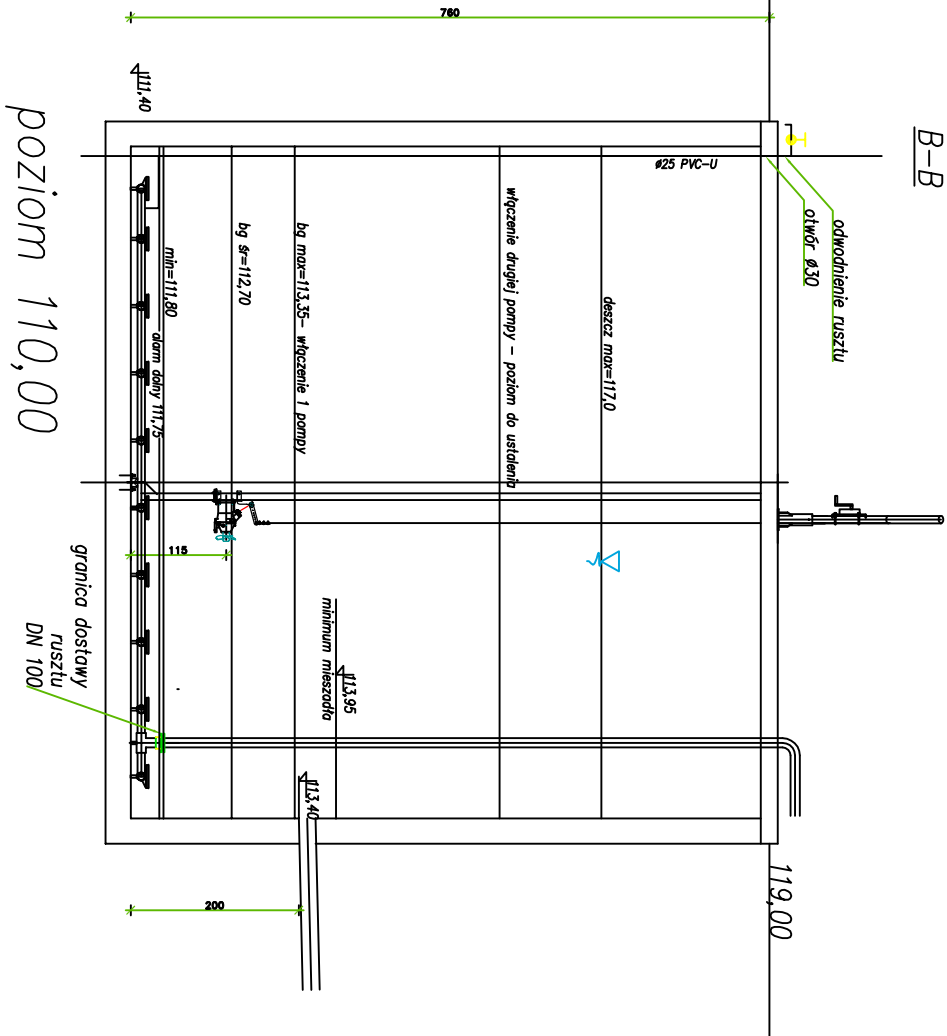 B-B
odwodnienie rusztu
otwór ø30
119,00
ø25 PVC-U
760
deszcz max=117,0
włączenie drugiej pompy - poziom do ustalenia
113,95
minimum mieszadła
113,40
bg max=113,35- włączenie 1 pompy
bg śr=112,70
200
115
min=111,80
alarm dolny 111,75
111,40
granica dostawy
rusztu
DN 100
poziom 110,00